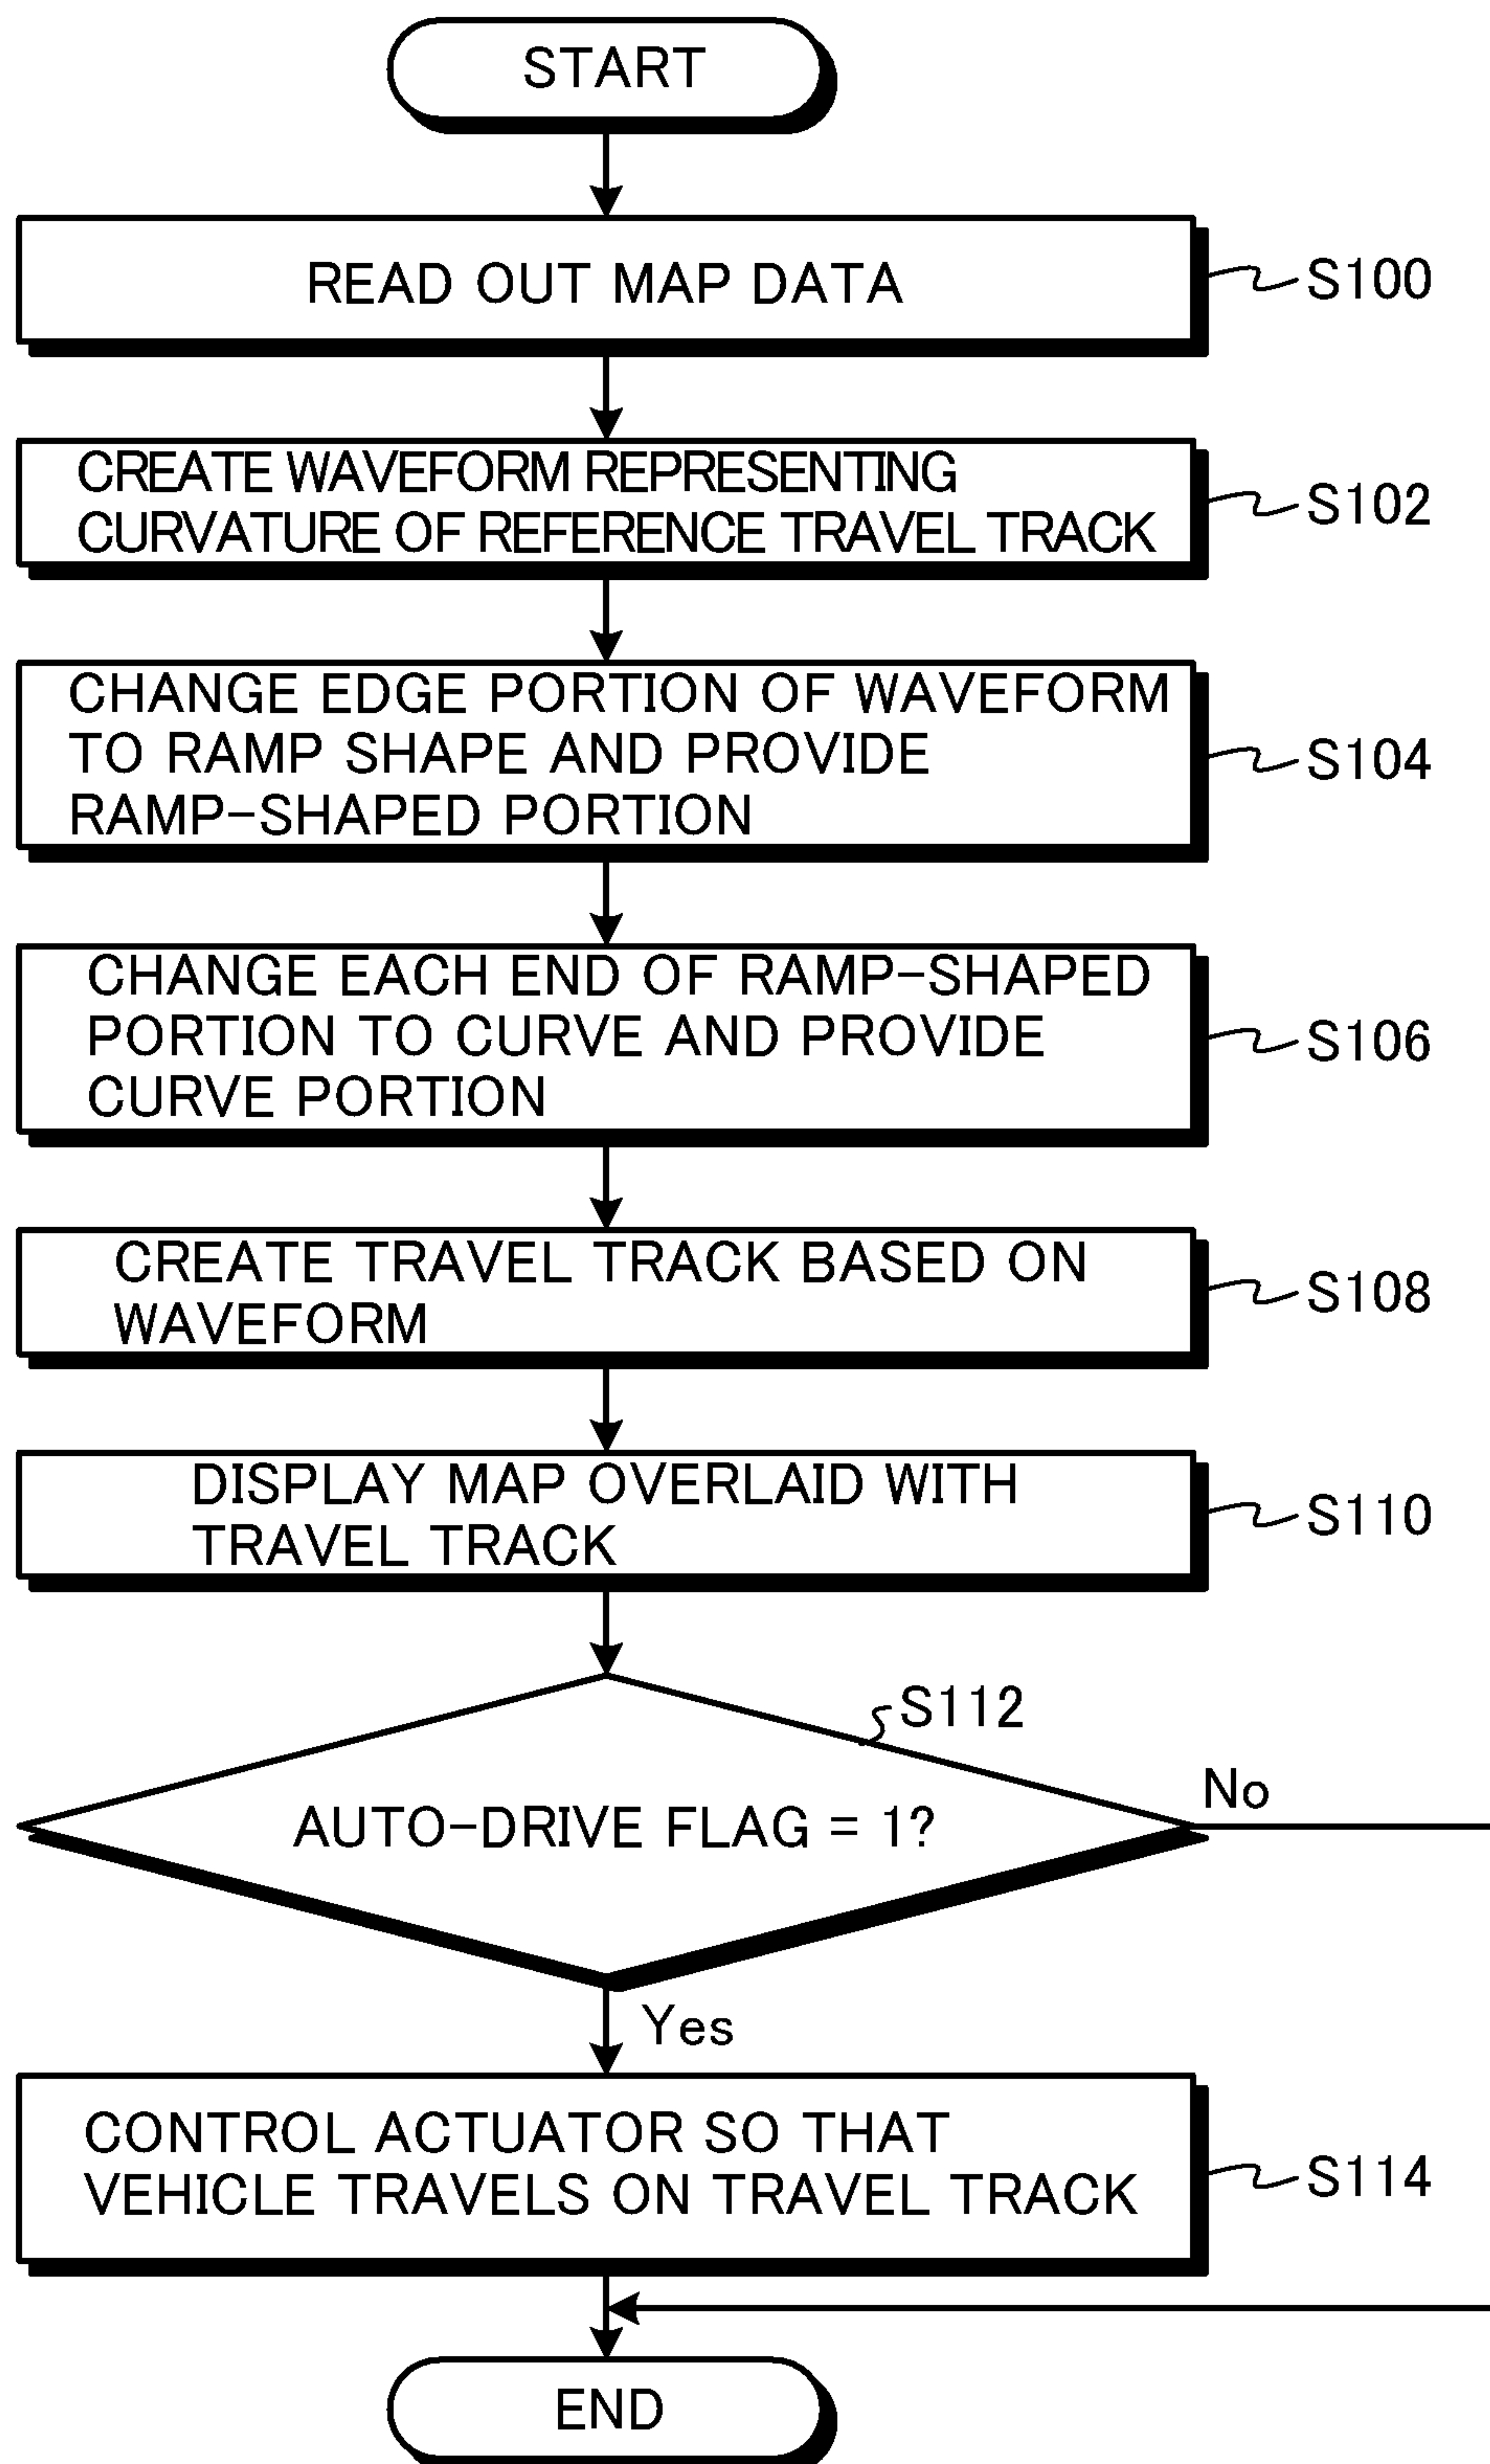 START
READ OUT MAP DATA
S100
CREATE WAVEFORM REPRESENTING
CURVATURE OF REFERENCE TRAVEL TRACK
S102
CHANGE EDGE PORTION OF WAVEFORM
TO RAMP SHAPE AND PROVIDE
RAMP-SHAPED PORTION
S104
CHANGE EACH END OF RAMP-SHAPED
PORTION TO CURVE AND PROVIDE
CURVE PORTION
S106
CREATE TRAVEL TRACK BASED ON
WAVEFORM
S108
DISPLAY MAP OVERLAID WITH
TRAVEL TRACK
S110
S112
AUTO-DRIVE FLAG = 1?
No
Yes
CONTROL ACTUATOR SO THAT
VEHICLE TRAVELS ON TRAVEL TRACK
S114
END